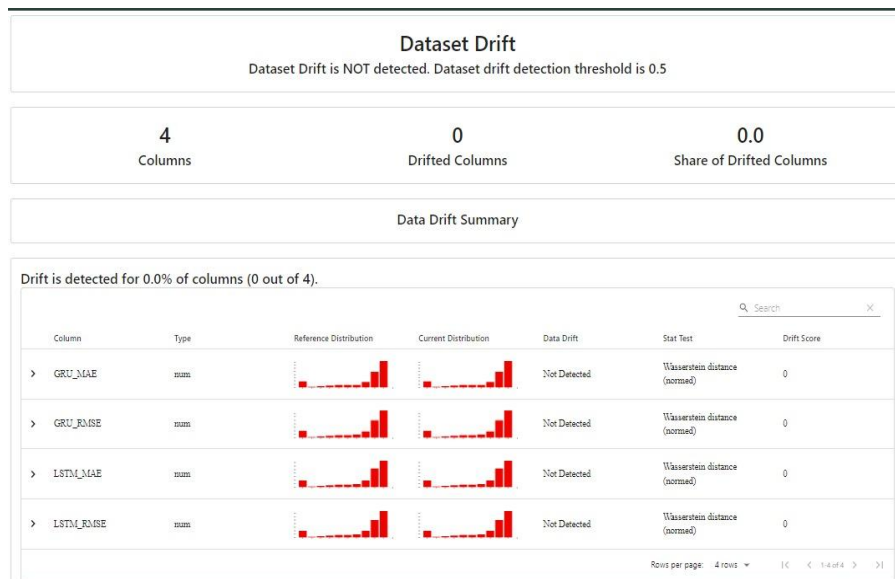 Dataset Drift
Dataset Drift is NOT detected. Dataset drift detection threshold is 0.5
4
0
0.0
Columns
Drifted Columns
Share of Drifted Columns
Data Drift Summary
Drift is detected for 0.0% of columns (0 out of 4).
Search
Column Type Reference Distribution Current Distribution Data Drift Stat Test Drift Score
GRU_MAE num Not Detected Wasserstein distance (normed) 0
GRU_RMSE num Not Detected Wasserstein distance (normed) 0
LSTM_MAE num Not Detected Wasserstein distance (normed) 0
LSTM_RMSE num Not Detected Wasserstein distance (normed) 0
Rows per page: 4 rows 1-4 of 4